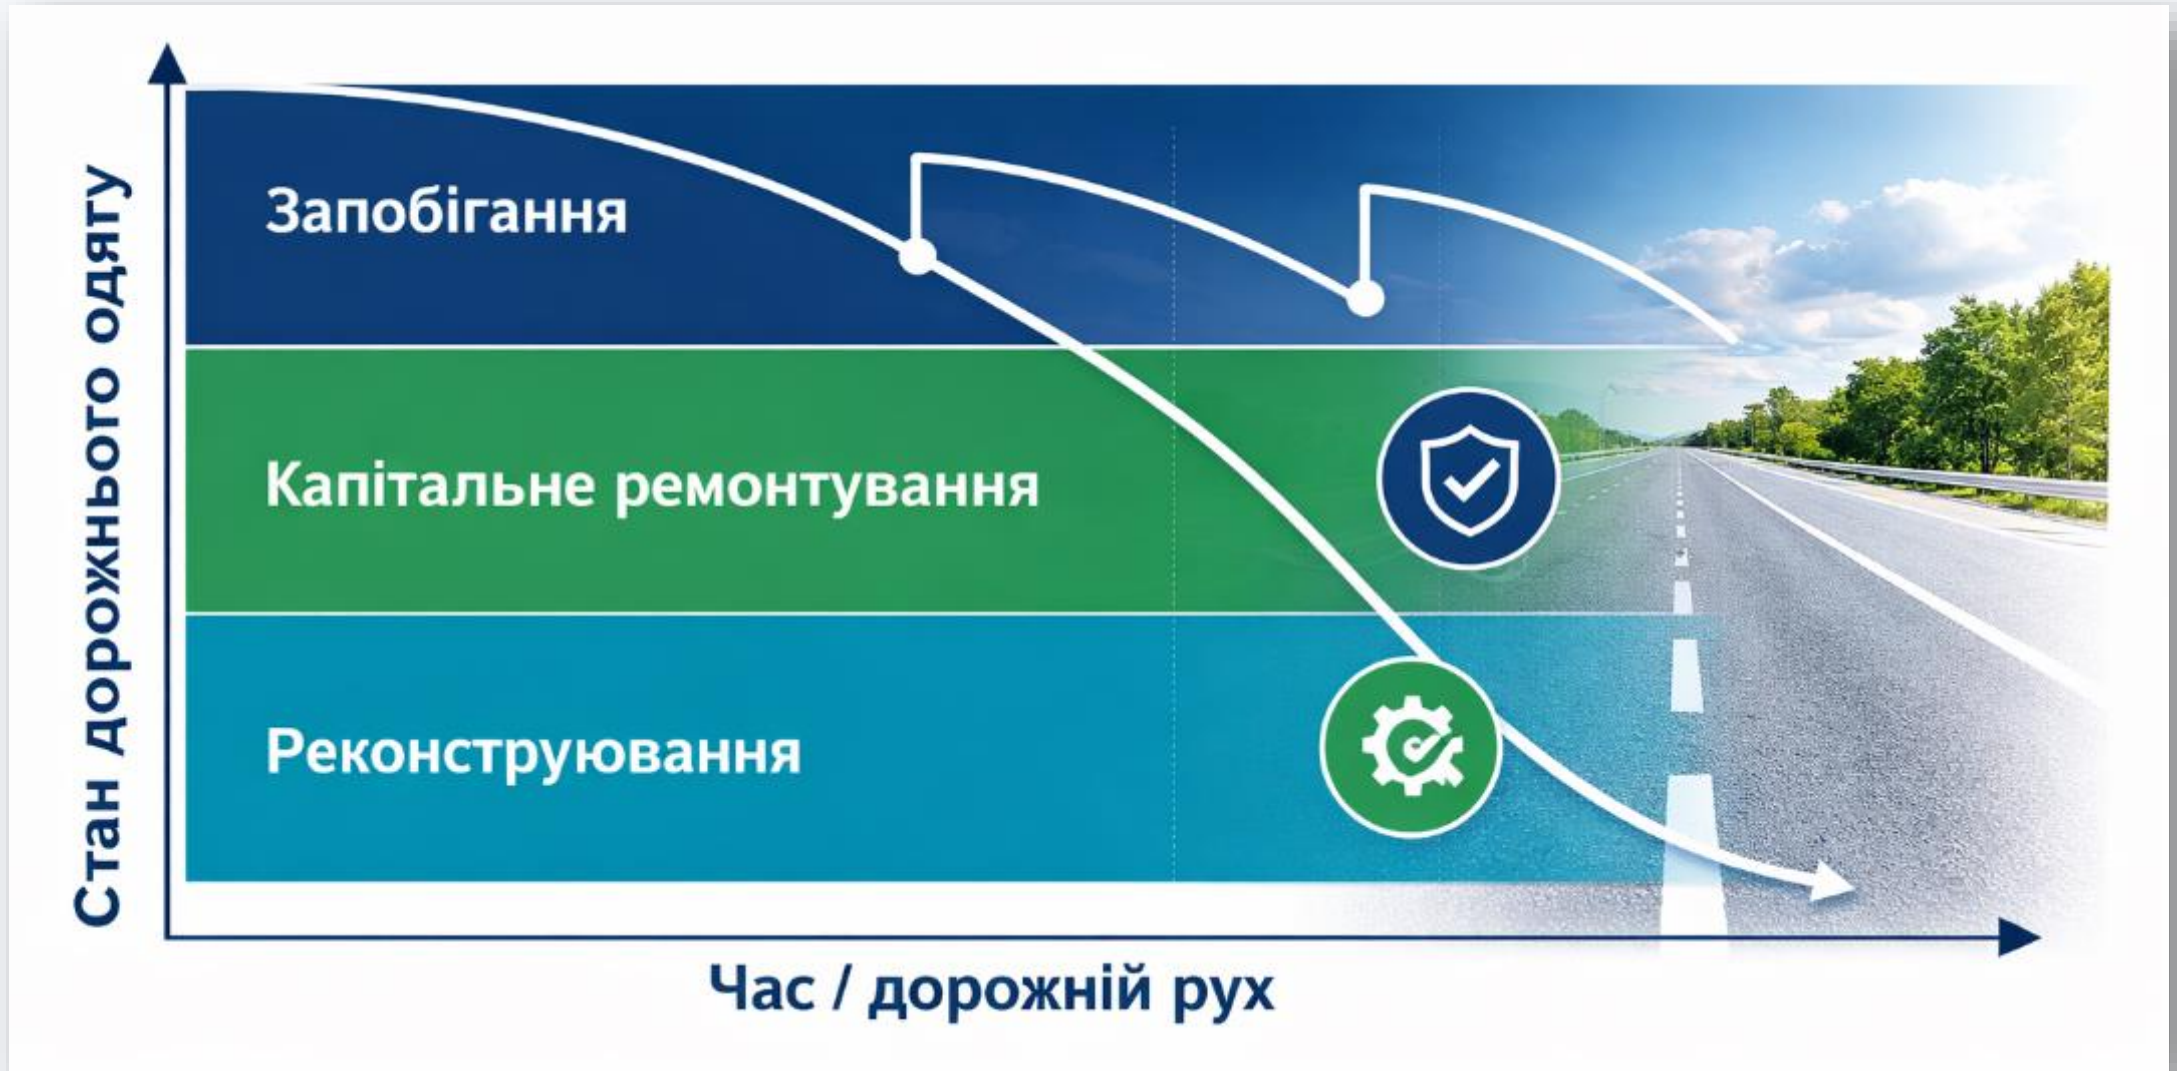 Стан дорожнього одягу
Запобігання
Капітальне ремонтування
Реконструювання
Час / дорожній рух